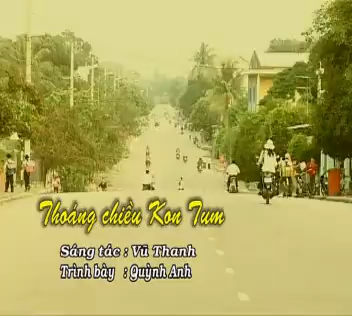 Thoáng chiều Kon Tum
Sáng tác : Vũ Thanh
Trình bày : Quỳnh Anh